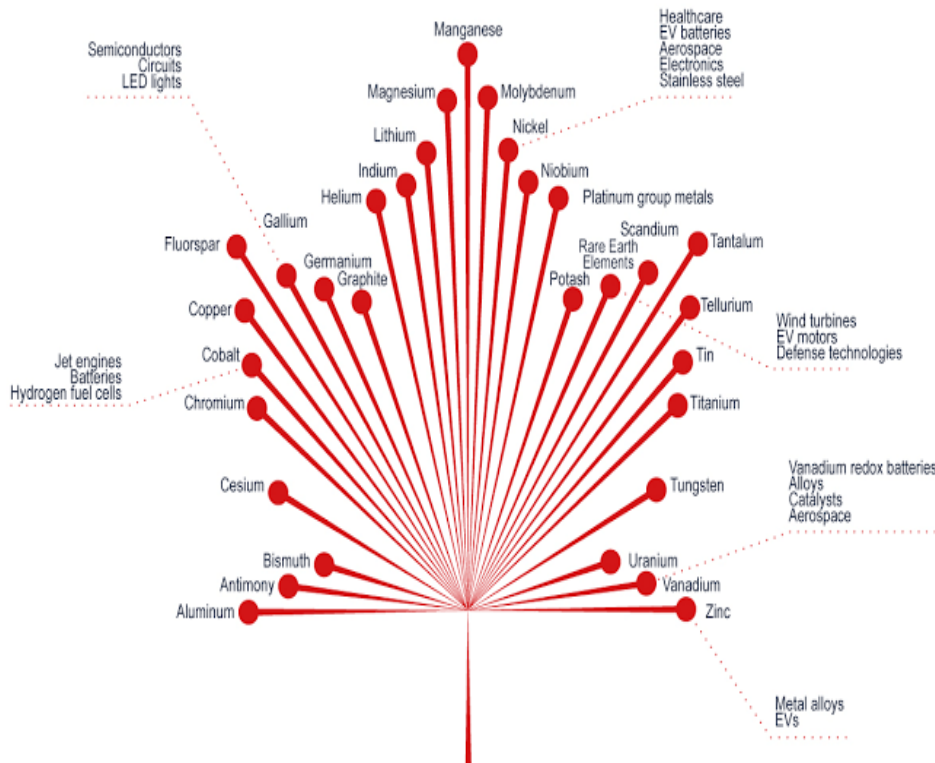 Manganese
Healthcare
EV batteries
Aerospace
Electronics
Stainless steel
Semiconductors
Circuits
LED lights
Magnesium
Molybdenum
Lithium
Nickel
Indium
Niobium
Helium
Platinum group metals
Gallium
Scandium
Fluorspar
Tantalum
Germanium
Rare Earth
Elements
Graphite
Potash
Copper
Tellurium
Wind turbines
EV motors
Defense technologies
Cobalt
Tin
Jet engines
Batteries
Hydrogen fuel cells
Chromium
Titanium
Cesium
Tungsten
Vanadium redox batteries
Alloys
Catalysts
Aerospace
Bismuth
Uranium
Antimony
Vanadium
Aluminum
Zinc
Metal alloys
EVs